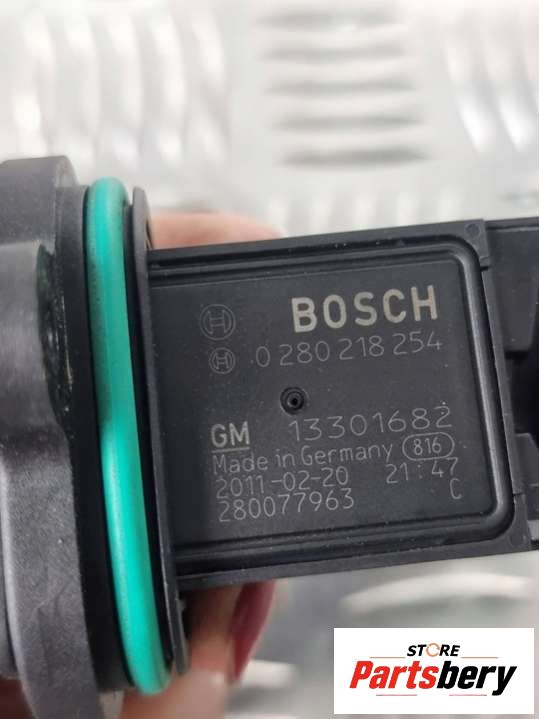 BOSCH
0 280 218 254
GM 13301682
Made in Germany 816
2011-02-20 21:47
280077963 C
STORE
Partsbery